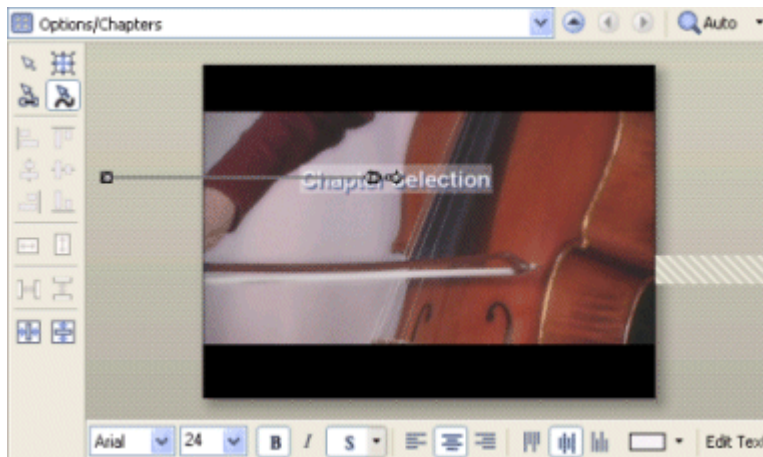 Options/Chapters
Auto
Chapter Selection
Arial
24
B
I
S
Edit Tex